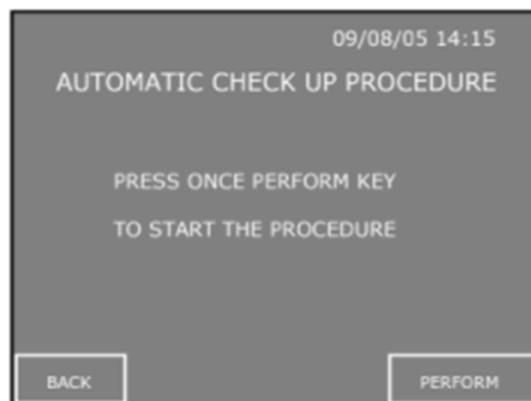 09/08/05 14:15
AUTOMATIC CHECK UP PROCEDURE
PRESS ONCE PERFORM KEY
TO START THE PROCEDURE
BACK
PERFORM